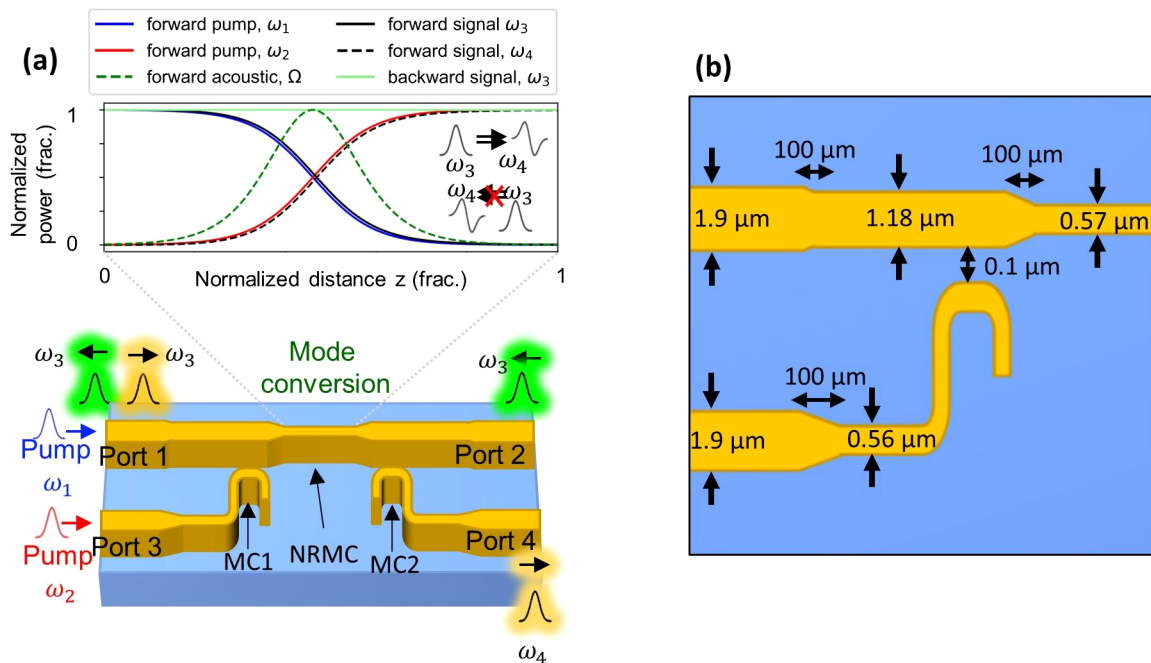 (a)
forward pump, ω₁
forward pump, ω₂
forward acoustic, Ω
forward signal ω₃
forward signal, ω₄
backward signal, ω₃
Normalized power (frac.)
1
0
ω₃ ω₄
ω₄ ω₃
0 1
Normalized distance z (frac.)
ω₃ ω₃
Mode
conversion
ω₃
Pump
ω₁
Port 1
Port 2
Pump
ω₂
Port 3
Port 4
MC1
NRMC
MC2
ω₄
(b)
100 µm
100 µm
1.9 µm
1.18 µm
0.57 µm
0.1 µm
100 µm
1.9 µm
0.56 µm